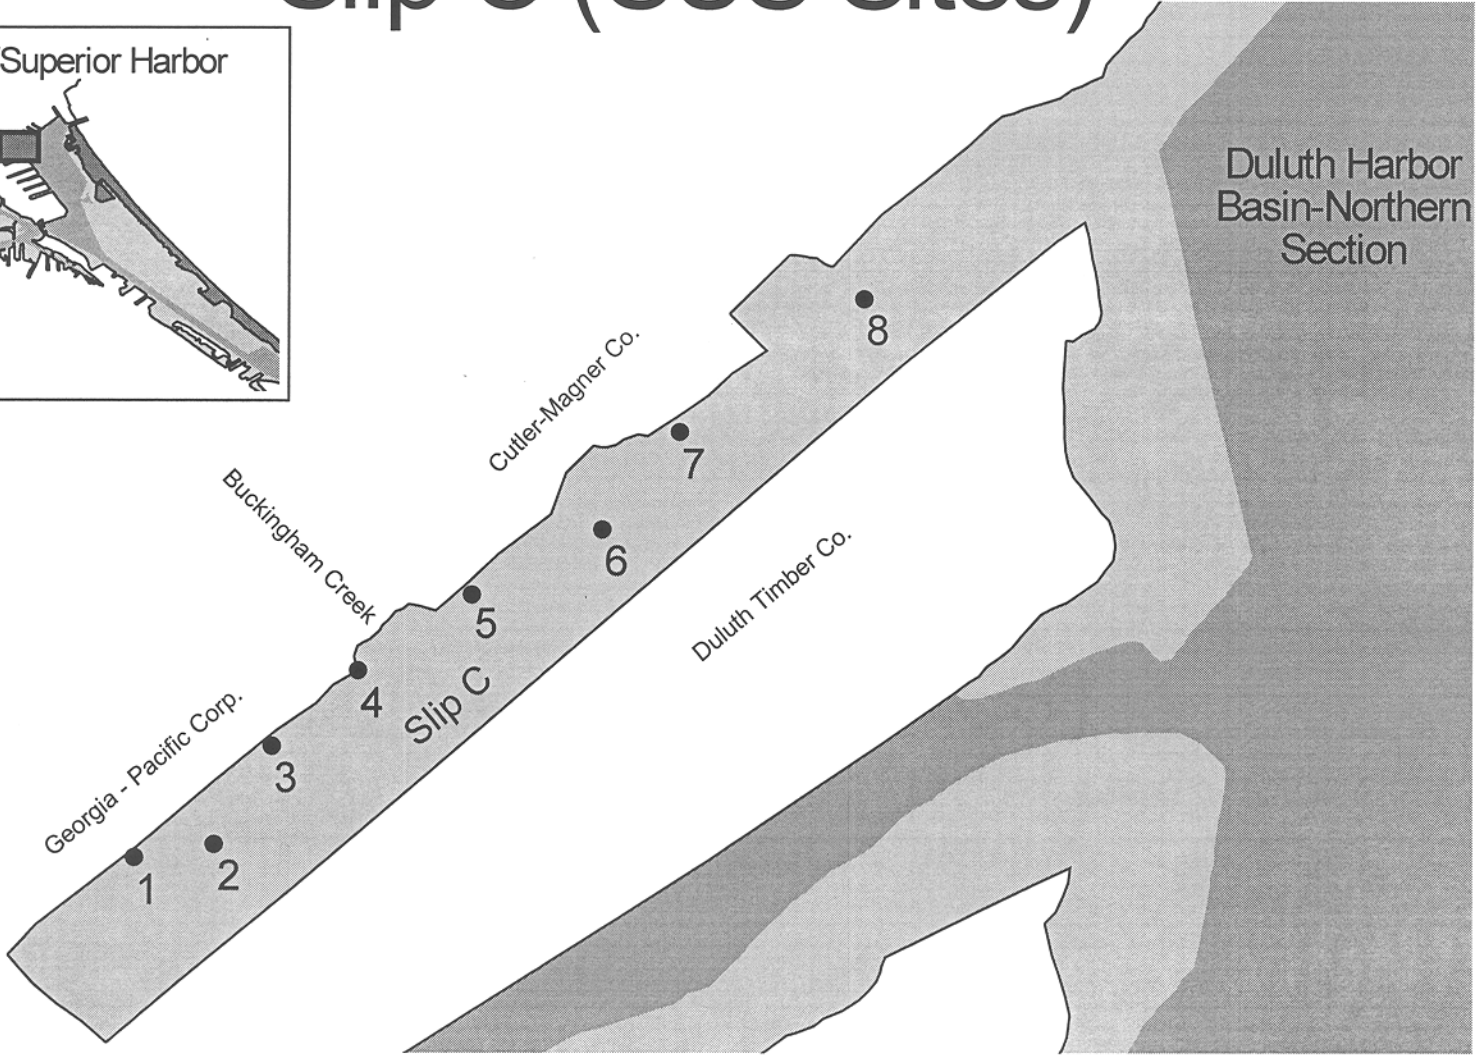 Superior Harbor
Duluth Harbor
Basin-Northern
Section
8
Cutler-Magner Co.
7
Buckingham Creek
6
Duluth Timber Co.
5
4
Slip C
Georgia - Pacific Corp.
3
2
1